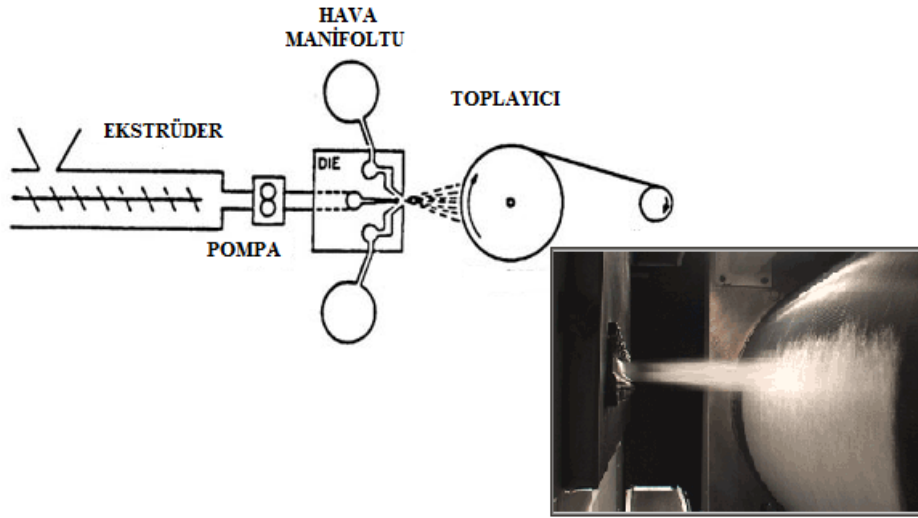 HAVA
MANİFOLTU
TOPLAYICI
EKSTRÜDER
DIE
POMPA